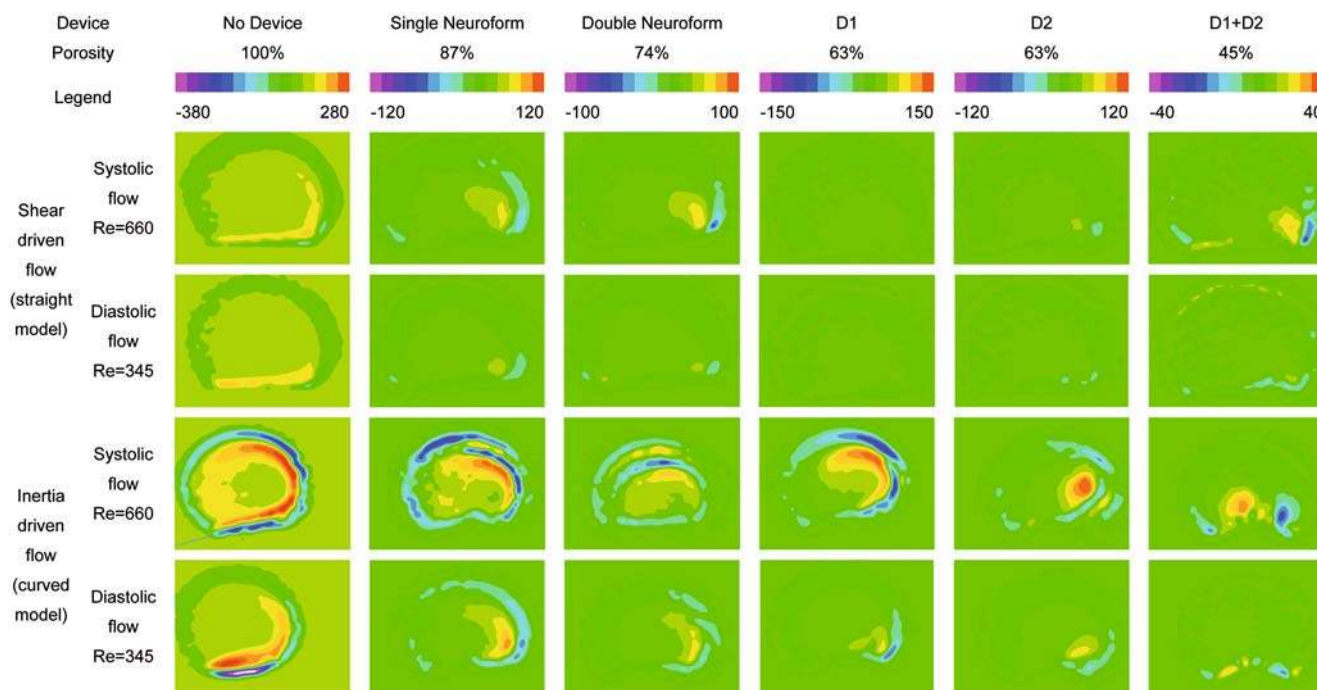 Device No Device Single Neuroform Double Neuroform D1 D2 D1+D2
Porosity 100% 87% 74% 63% 63% 45%
Legend
-380 280 -120 120 -100 100 -150 150 -120 120 -40 40
Shear
driven
flow
(straight
model)
Systolic
flow
Re=660
Diastolic
flow
Re=345
Inertia
driven
flow
(curved
model)
Systolic
flow
Re=660
Diastolic
flow
Re=345